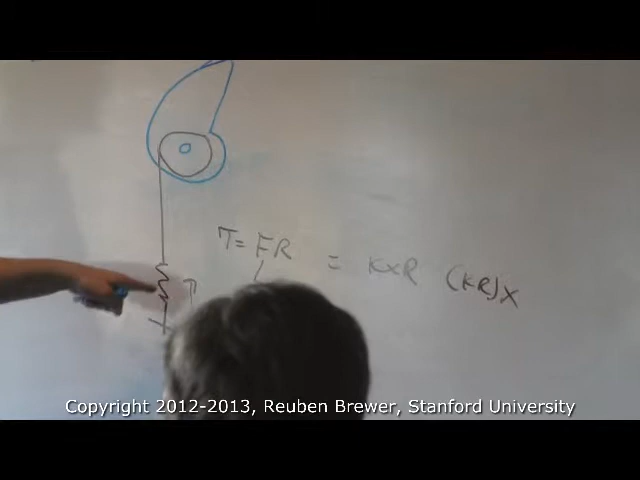 T = FR = KXR (KR)X
Copyright 2012-2013, Reuben Brewer, Stanford University